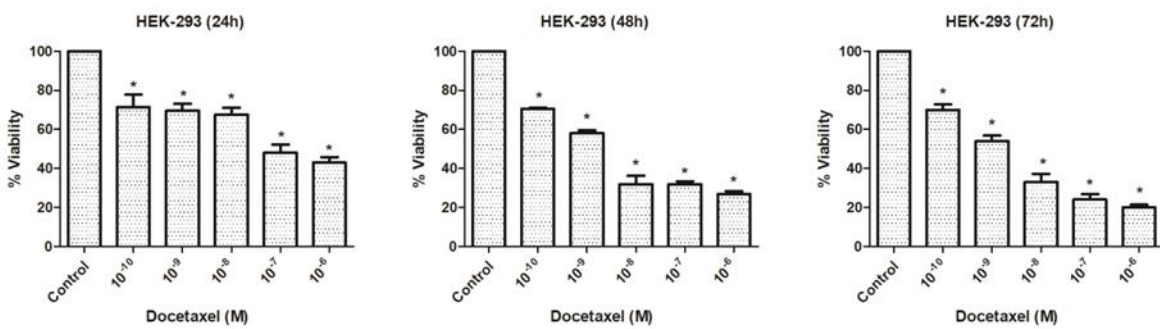 HEK-293 (24h)
% Viability
100
80
60
40
20
0
* * * * *
Control 10⁻¹⁰ 10⁻⁹ 10⁻⁸ 10⁻⁷ 10⁻⁶
Docetaxel (M)
HEK-293 (48h)
% Viability
100
80
60
40
20
0
* * * * *
Control 10⁻¹⁰ 10⁻⁹ 10⁻⁸ 10⁻⁷ 10⁻⁶
Docetaxel (M)
HEK-293 (72h)
% Viability
100
80
60
40
20
0
* * * * *
Control 10⁻¹⁰ 10⁻⁹ 10⁻⁸ 10⁻⁷ 10⁻⁶
Docetaxel (M)